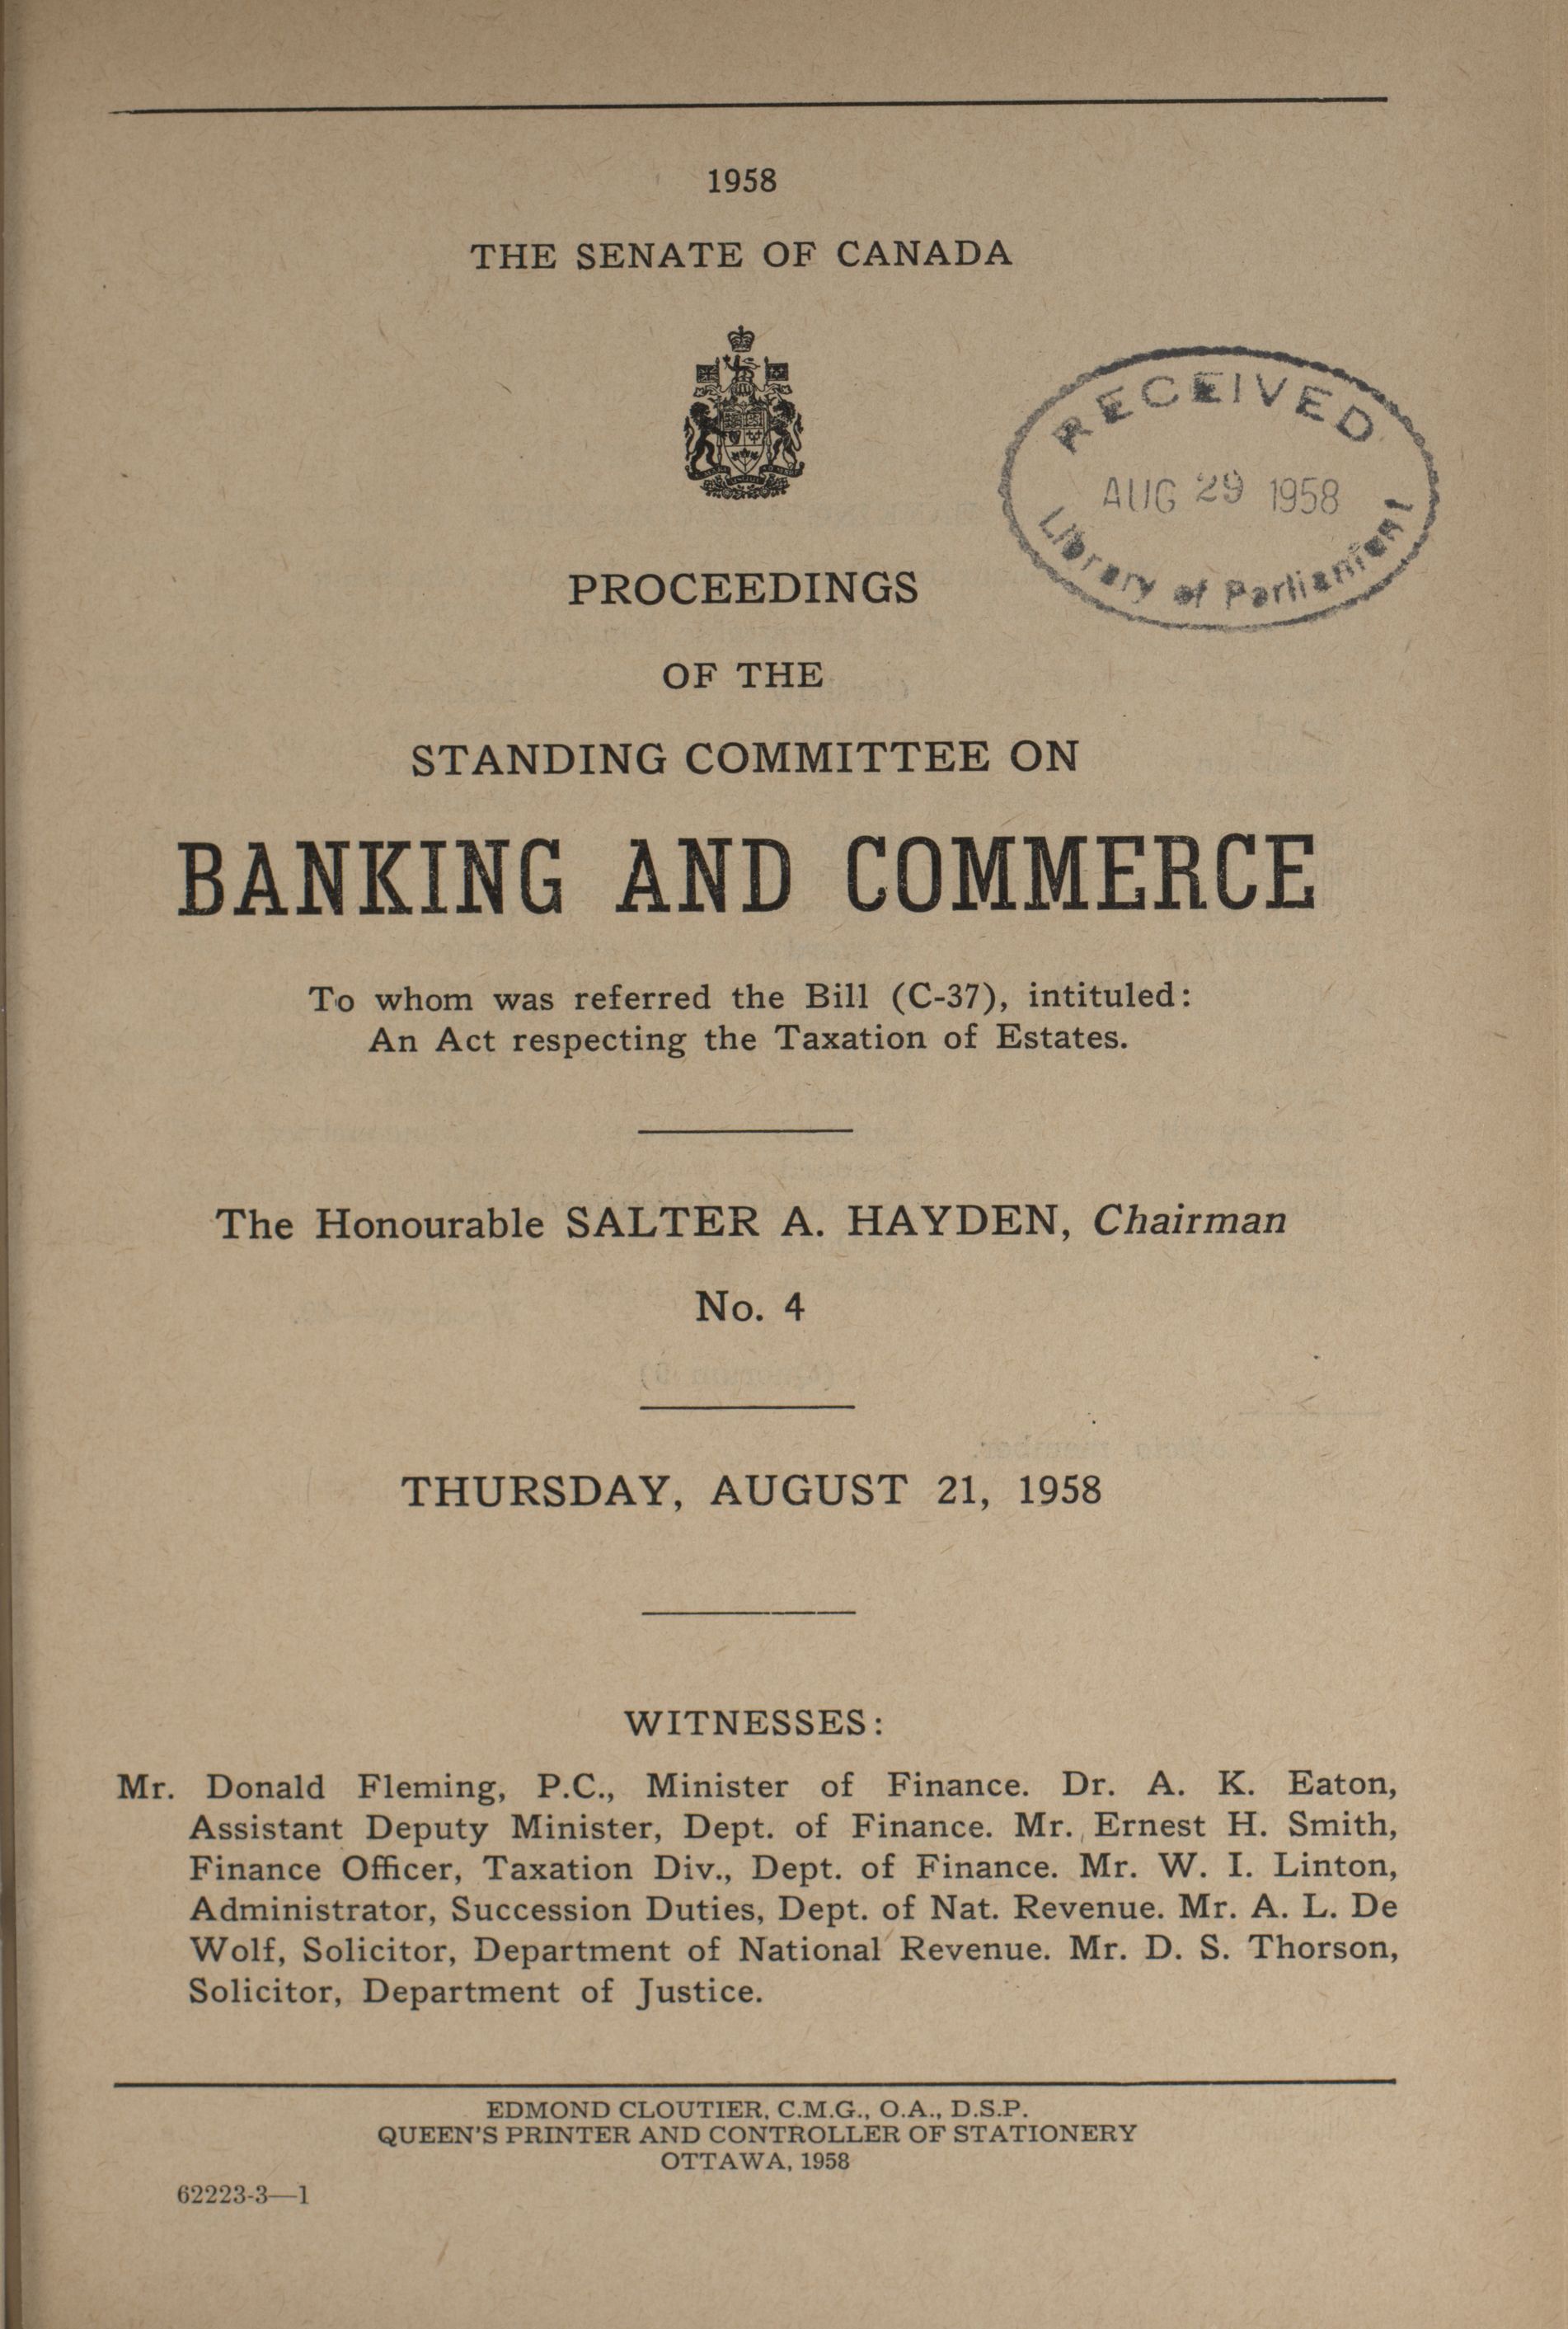 1958
THE SENATE OF CANADA
RECEIVED
AUG 29 1958
Library of Parliament
PROCEEDINGS
OF THE
STANDING COMMITTEE ON
BANKING AND COMMERCE
To whom was referred the Bill (C-37), intituled:
An Act respecting the Taxation of Estates.
The Honourable SALTER A. HAYDEN, Chairman
No. 4
THURSDAY, AUGUST 21, 1958
WITNESSES:
Mr. Donald Fleming, P.C., Minister of Finance. Dr. A. K. Eaton,
Assistant Deputy Minister, Dept. of Finance. Mr. Ernest H. Smith,
Finance Officer, Taxation Div., Dept. of Finance. Mr. W. I. Linton,
Administrator, Succession Duties, Dept. of Nat. Revenue. Mr. A. L. De
Wolf, Solicitor, Department of National Revenue. Mr. D. S. Thorson,
Solicitor, Department of Justice.
EDMOND CLOUTIER, C.M.G., O.A., D.S.P.
QUEEN'S PRINTER AND CONTROLLER OF STATIONERY
OTTAWA, 1958
62223-3—1